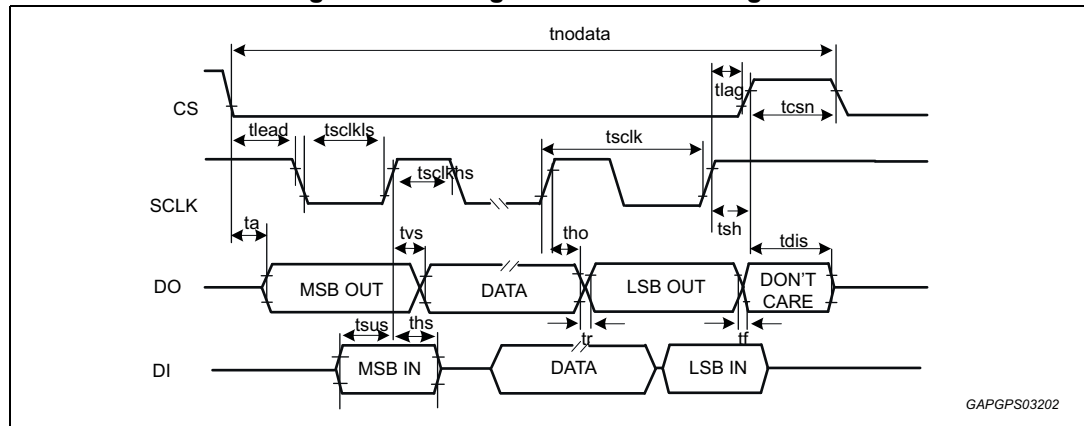 tnodata
tlag
CS
tcsn
tlead
tsclkls
tsclk
tsclkhs
SCLK
ta
tvs
tho
tsh
tdis
DO
MSB OUT
DATA
LSB OUT
DON'T
CARE
tsus
ths
tr
tf
DI
MSB IN
DATA
LSB IN
GAPGPS03202